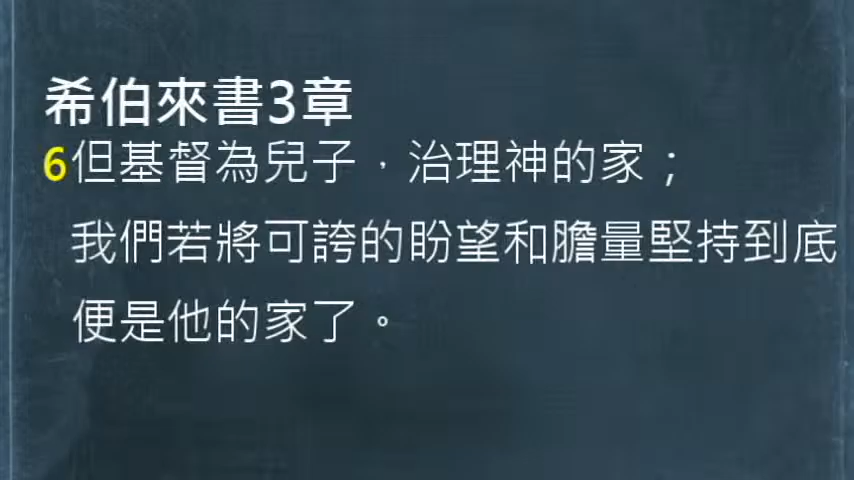 希伯來書3章
6但基督為兒子，治理神的家；
我們若將可誇的盼望和膽量堅持到底
便是他的家了。